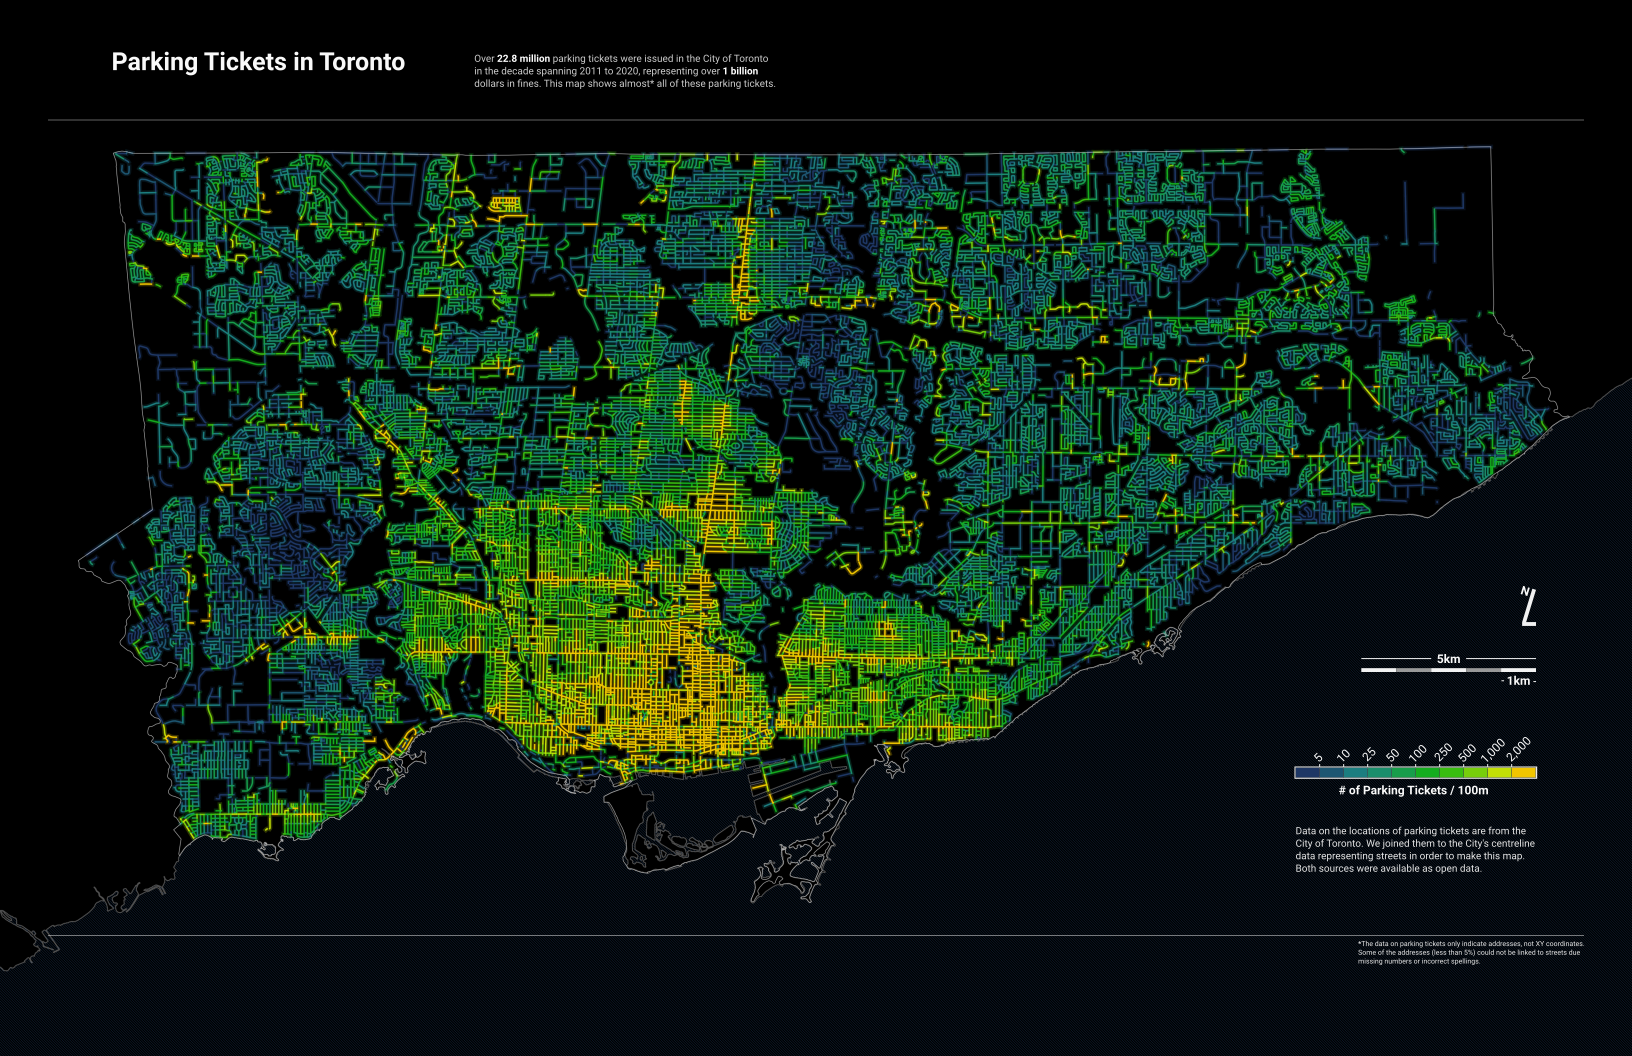 Parking Tickets in Toronto
Over 22.8 million parking tickets were issued in the City of Toronto
in the decade spanning 2011 to 2020, representing over 1 billion
dollars in fines. This map shows almost* all of these parking tickets.
N
5km
- 1km -
5 10 25 50 100 250 500 1,000 2,000
# of Parking Tickets / 100m
Data on the locations of parking tickets are from the
City of Toronto. We joined them to the City's centreline
data representing streets in order to make this map.
Both sources were available as open data.
*The data on parking tickets only indicate addresses, not XY coordinates.
Some of the addresses (less than 5%) could not be linked to streets due
missing numbers or incorrect spellings.